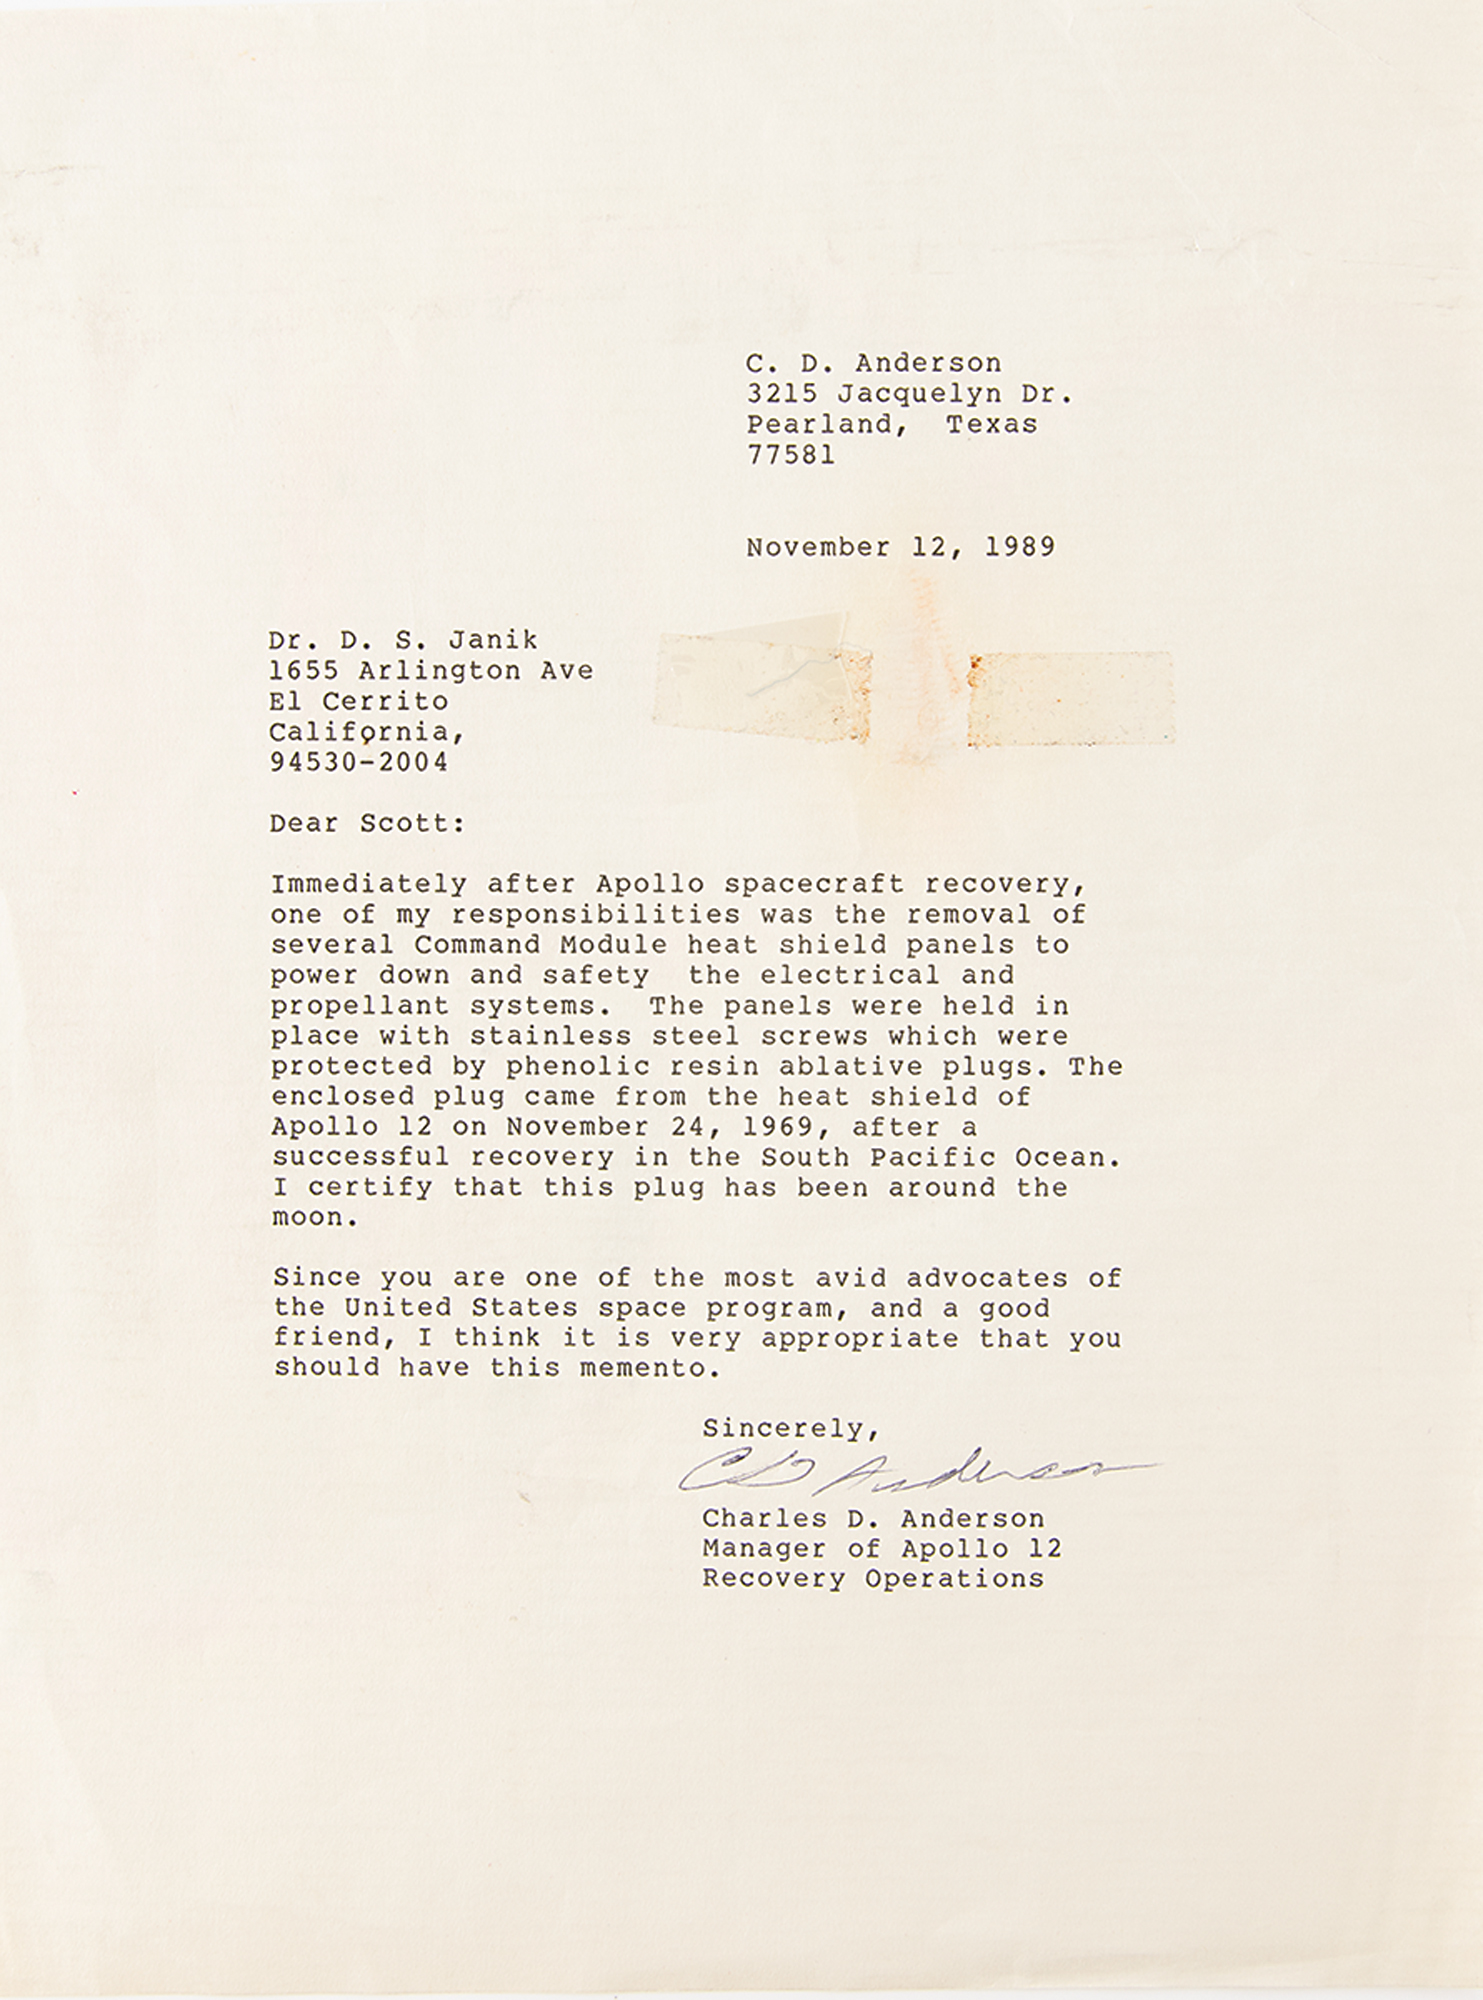 C. D. Anderson
3215 Jacquelyn Dr.
Pearland,  Texas
77581
November 12, 1989
Dr. D. S. Janik
1655 Arlington Ave
El Cerrito
California,
94530-2004
Dear Scott:
Immediately after Apollo spacecraft recovery,
one of my responsibilities was the removal of
several Command Module heat shield panels to
power down and safety  the electrical and
propellant systems.  The panels were held in
place with stainless steel screws which were
protected by phenolic resin ablative plugs. The
enclosed plug came from the heat shield of
Apollo 12 on November 24, 1969, after a
successful recovery in the South Pacific Ocean.
I certify that this plug has been around the
moon.
Since you are one of the most avid advocates of
the United States space program, and a good
friend, I think it is very appropriate that you
should have this memento.
Sincerely,
CD Anderson
Charles D. Anderson
Manager of Apollo 12
Recovery Operations